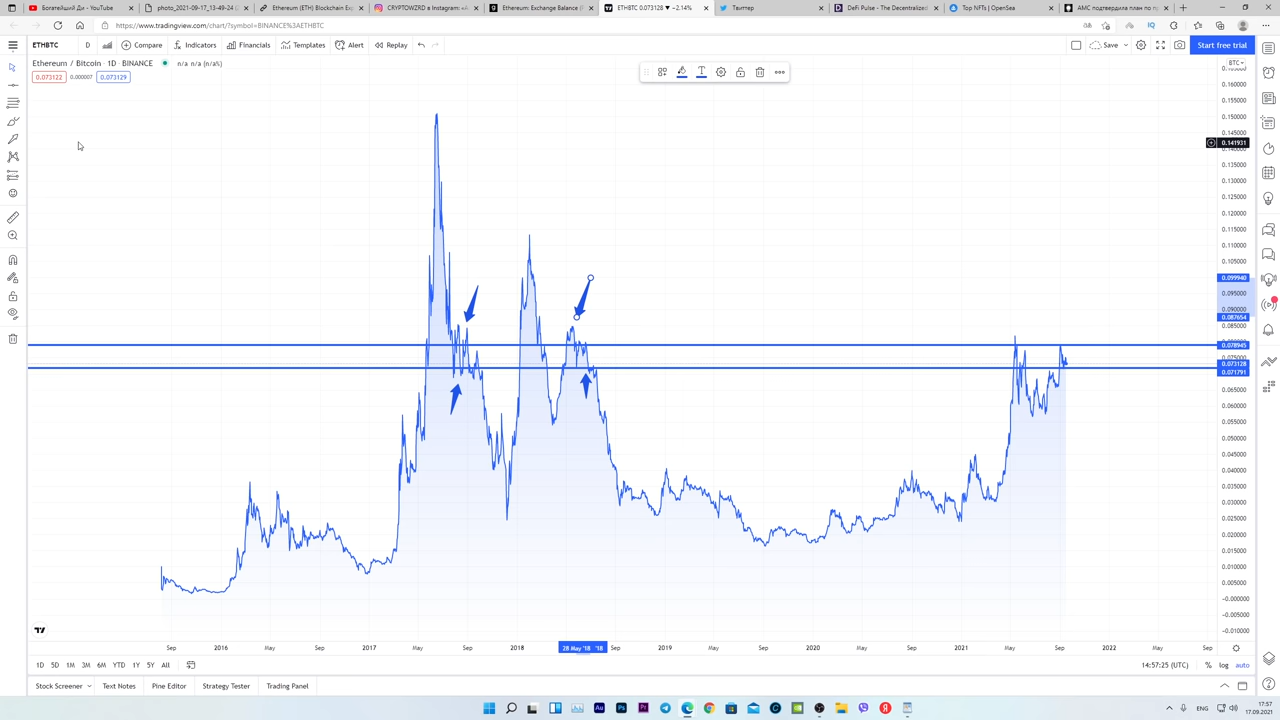 Богатейший Ди - YouTube
photo_2021-09-17_13-49-24 (
Ethereum (ETH) Blockchain Exp
CRYPTOWZRD в Instagram: «4
Ethereum: Exchange Balance (P
ETHBTC 0.073128 ▼ −2.14%
Твиттер
DeFi Pulse - The Decentralized
Top NFTs | OpenSea
АМС подтвердила план по пр
https://www.tradingview.com/chart/?symbol=BINANCE%3AETHBTC
ETHBTC
D
Compare
Indicators
Financials
Templates
Alert
Replay
Save
Start free trial
Ethereum / Bitcoin · 1D · BINANCE
n/a n/a (n/a%)
0.073122
0.000007
0.073129
BTC
0.160000
0.155000
0.150000
0.145000
0.141931
0.135000
0.130000
0.125000
0.120000
0.115000
0.110000
0.105000
0.099940
0.095000
0.087654
0.085000
0.078945
0.073128
0.071791
0.065000
0.060000
0.055000
0.050000
0.045000
0.040000
0.035000
0.030000
0.025000
0.020000
0.015000
0.010000
0.005000
−0.000000
−0.005000
−0.010000
Sep
2016
May
Sep
2017
May
Sep
2018
28 May '18
'18
Sep
2019
May
Sep
2020
May
Sep
2021
May
Sep
2022
May
1D
5D
1M
3M
6M
YTD
1Y
5Y
All
14:57:25 (UTC)
%
log
auto
Stock Screener
Text Notes
Pine Editor
Strategy Tester
Trading Panel
ENG
17:57
17.09.2021